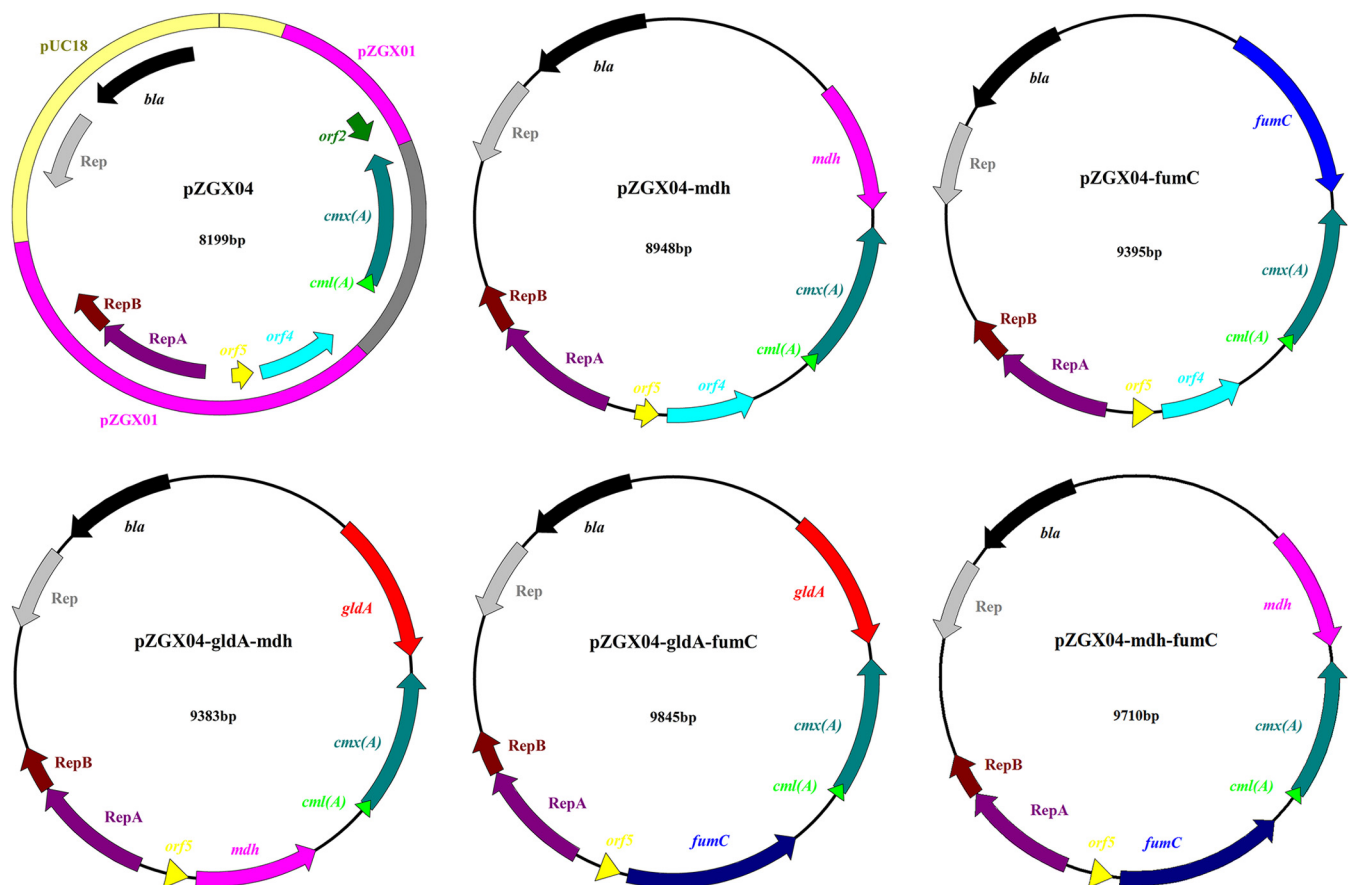 pUC18
pZGX01
bla
orf2
Rep
pZGX04
cmx(A)
8199bp
cml(A)
RepB
RepA
orf5
orf4
pZGX01
bla
Rep
mdh
pZGX04-mdh
8948bp
cmx(A)
RepB
cml(A)
RepA
orf5
orf4
bla
fumC
Rep
pZGX04-fumC
9395bp
cmx(A)
cml(A)
RepB
RepA
orf5
orf4
bla
gldA
Rep
pZGX04-gldA-mdh
9383bp
cmx(A)
RepB
cml(A)
RepA
orf5
mdh
bla
gldA
Rep
pZGX04-gldA-fumC
9845bp
cmx(A)
RepB
cml(A)
RepA
orf5
fumC
bla
mdh
Rep
pZGX04-mdh-fumC
9710bp
cmx(A)
RepB
cml(A)
RepA
orf5
fumC